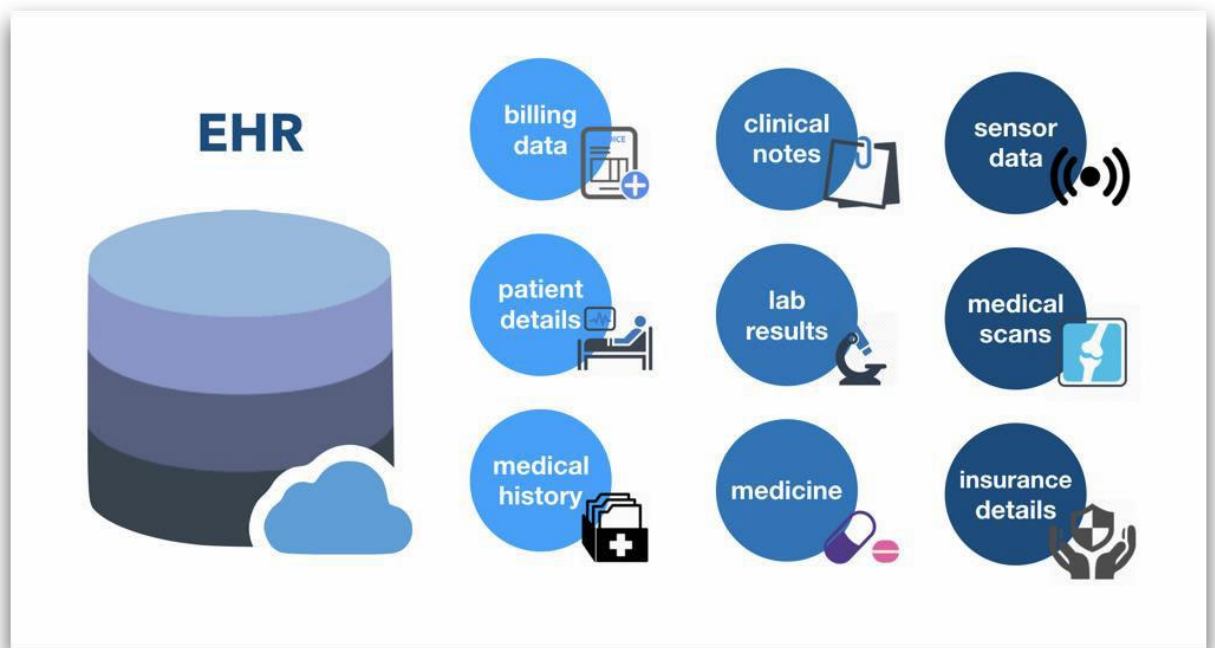 EHR
billing
data
clinical
notes
sensor
data
patient
details
lab
results
medical
scans
medical
history
medicine
insurance
details